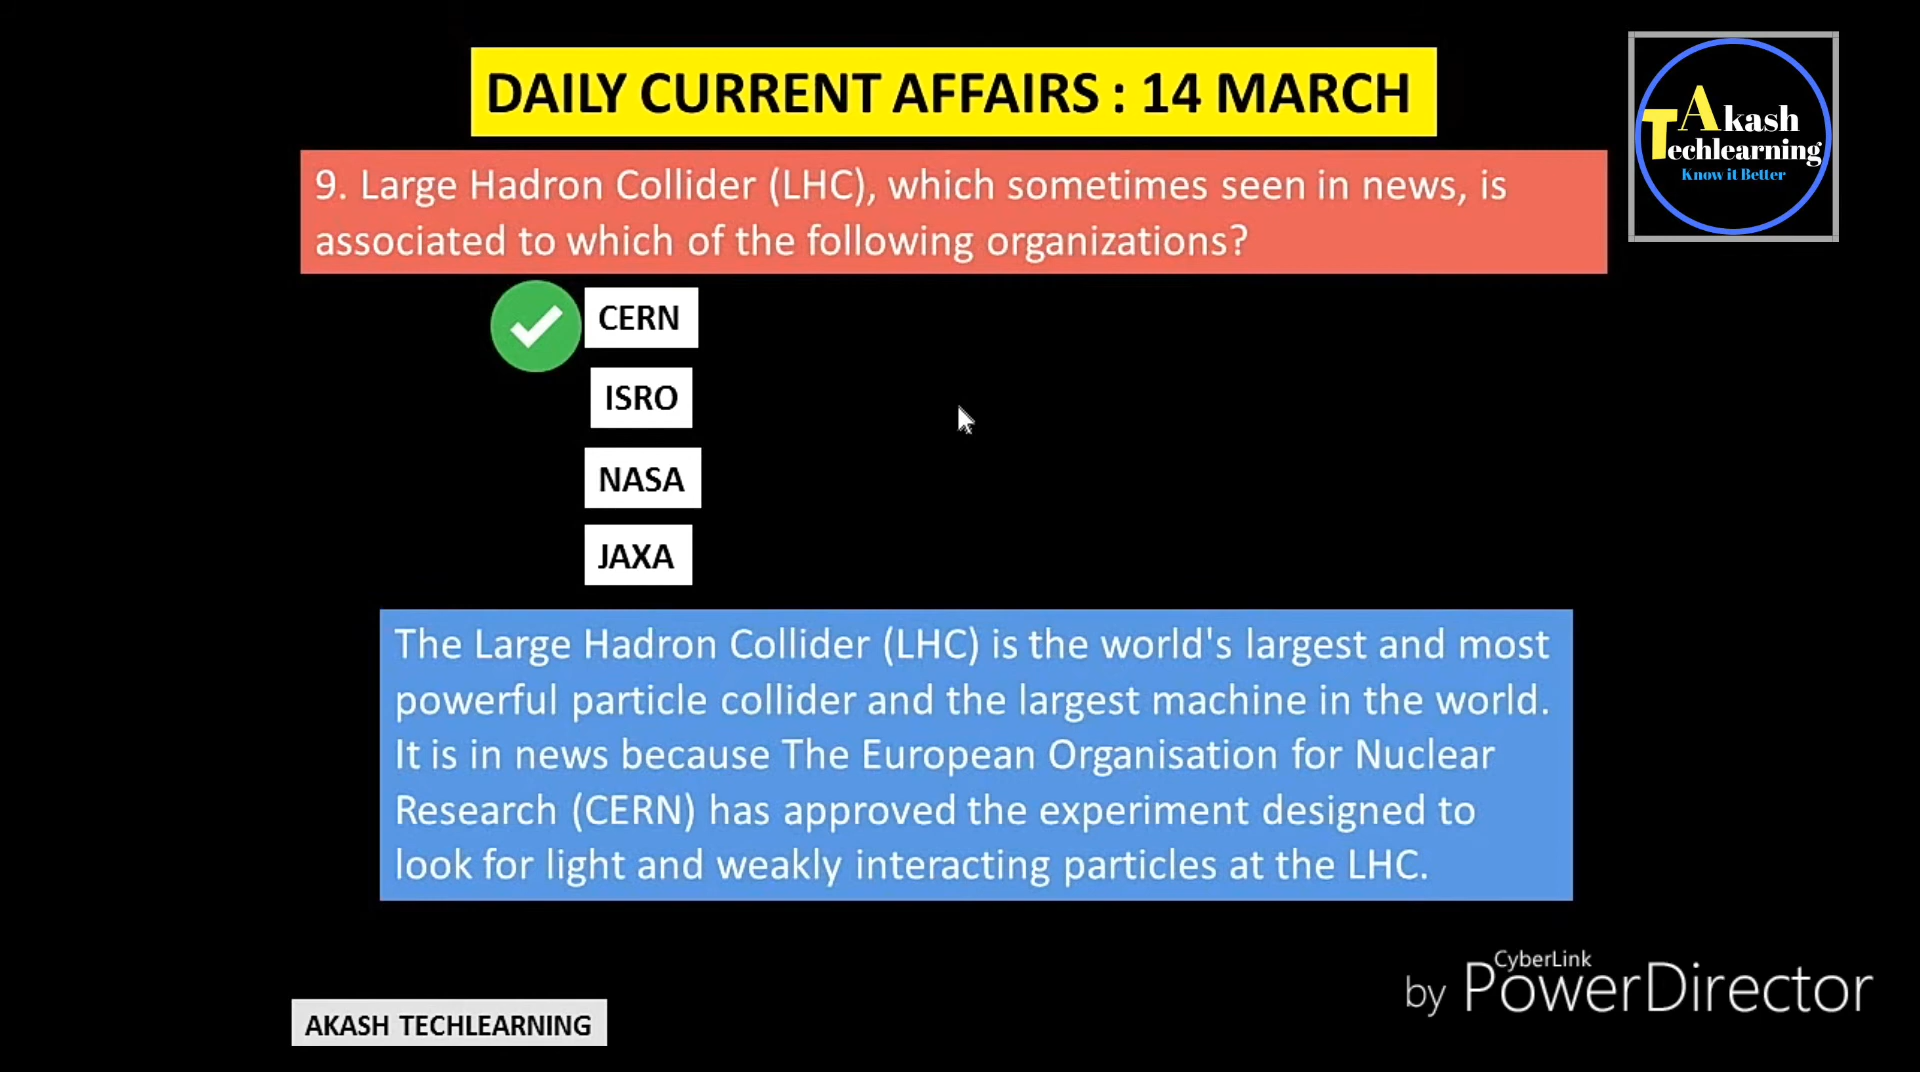 DAILY CURRENT AFFAIRS : 14 MARCH
Akash
Techlearning
Know it Better
9. Large Hadron Collider (LHC), which sometimes seen in news, is
associated to which of the following organizations?
CERN
ISRO
NASA
JAXA
The Large Hadron Collider (LHC) is the world's largest and most
powerful particle collider and the largest machine in the world.
It is in news because The European Organisation for Nuclear
Research (CERN) has approved the experiment designed to
look for light and weakly interacting particles at the LHC.
CyberLink
by PowerDirector
AKASH TECHLEARNING